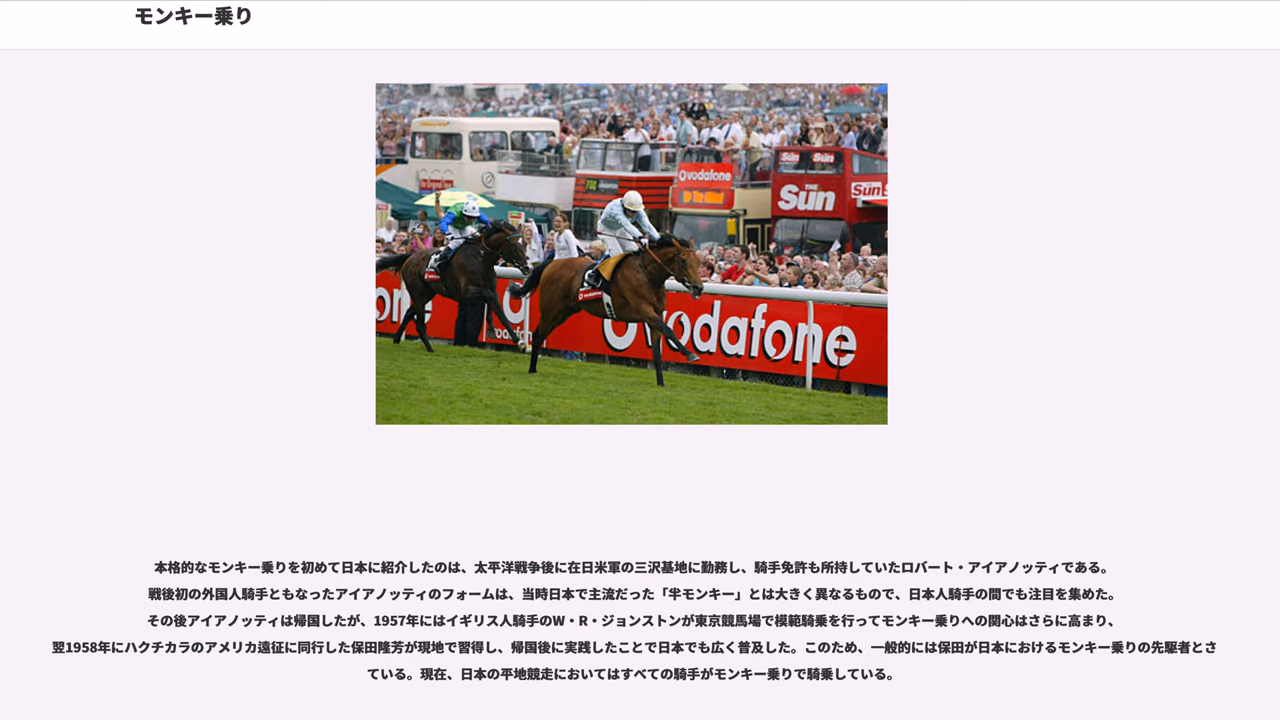 モンキー乗り
The Sun
Sun
Sun
vodafone
THE
Sun
Sun
vodafone
本格的なモンキー乗りを初めて日本に紹介したのは、太平洋戦争後に在日米軍の三沢基地に勤務し、騎手免許も所持していたロバート・アイアノッティである。
戦後初の外国人騎手ともなったアイアノッティのフォームは、当時日本で主流だった「半モンキー」とは大きく異なるもので、日本人騎手の間でも注目を集めた。
その後アイアノッティは帰国したが、1957年にはイギリス人騎手のW・R・ジョンストンが東京競馬場で模範騎乗を行ってモンキー乗りへの関心はさらに高まり、
翌1958年にハクチカラのアメリカ遠征に同行した保田隆芳が現地で習得し、帰国後に実践したことで日本でも広く普及した。このため、一般的には保田が日本におけるモンキー乗りの先駆者とさ
ている。現在、日本の平地競走においてはすべての騎手がモンキー乗りで騎乗している。